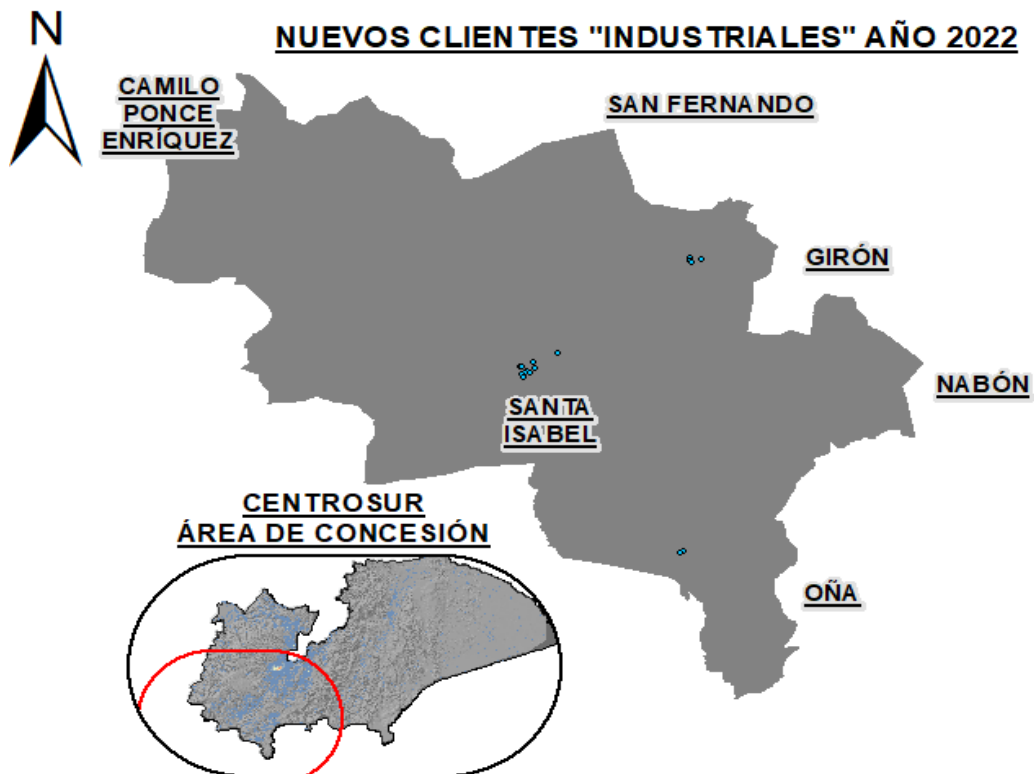 N
NUEVOS CLIENTES "INDUSTRIALES" AÑO 2022
CAMILO
PONCE
ENRÍQUEZ
SAN FERNANDO
GIRÓN
NABÓN
SANTA
ISABEL
CENTROSUR
ÁREA DE CONCESIÓN
OÑA